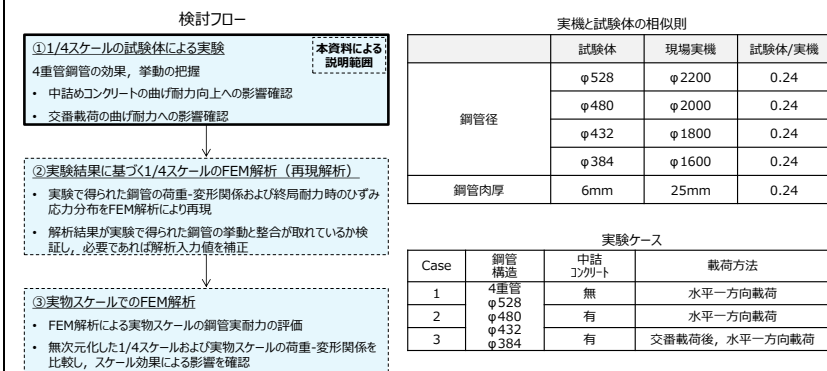 検討フロー
①1/4スケールの試験体による実験
本資料による
説明範囲
4重管鋼管の効果，挙動の把握
• 中詰めコンクリートの曲げ耐力向上への影響確認
• 交番載荷の曲げ耐力への影響確認
②実験結果に基づく1/4スケールのFEM解析（再現解析）
• 実験で得られた鋼管の荷重-変形関係および終局耐力時のひずみ
応力分布をFEM解析により再現
• 解析結果が実験で得られた鋼管の挙動と整合が取れているか検
証し，必要であれば解析入力値を補正
③実物スケールでのFEM解析
• FEM解析による実物スケールの鋼管実耐力の評価
• 無次元化した1/4スケールおよび実物スケールの荷重-変形関係を
比較し，スケール効果による影響を確認
実機と試験体の相似則
試験体 現場実機 試験体/実機
鋼管径
φ528 φ2200 0.24
φ480 φ2000 0.24
φ432 φ1800 0.24
φ384 φ1600 0.24
鋼管肉厚 6mm 25mm 0.24
実験ケース
Case 鋼管
構造 中詰
コンクリート 載荷方法
4重管
φ528
φ480
φ432
φ384
1 無 水平一方向載荷
2 有 水平一方向載荷
3 有 交番載荷後，水平一方向載荷